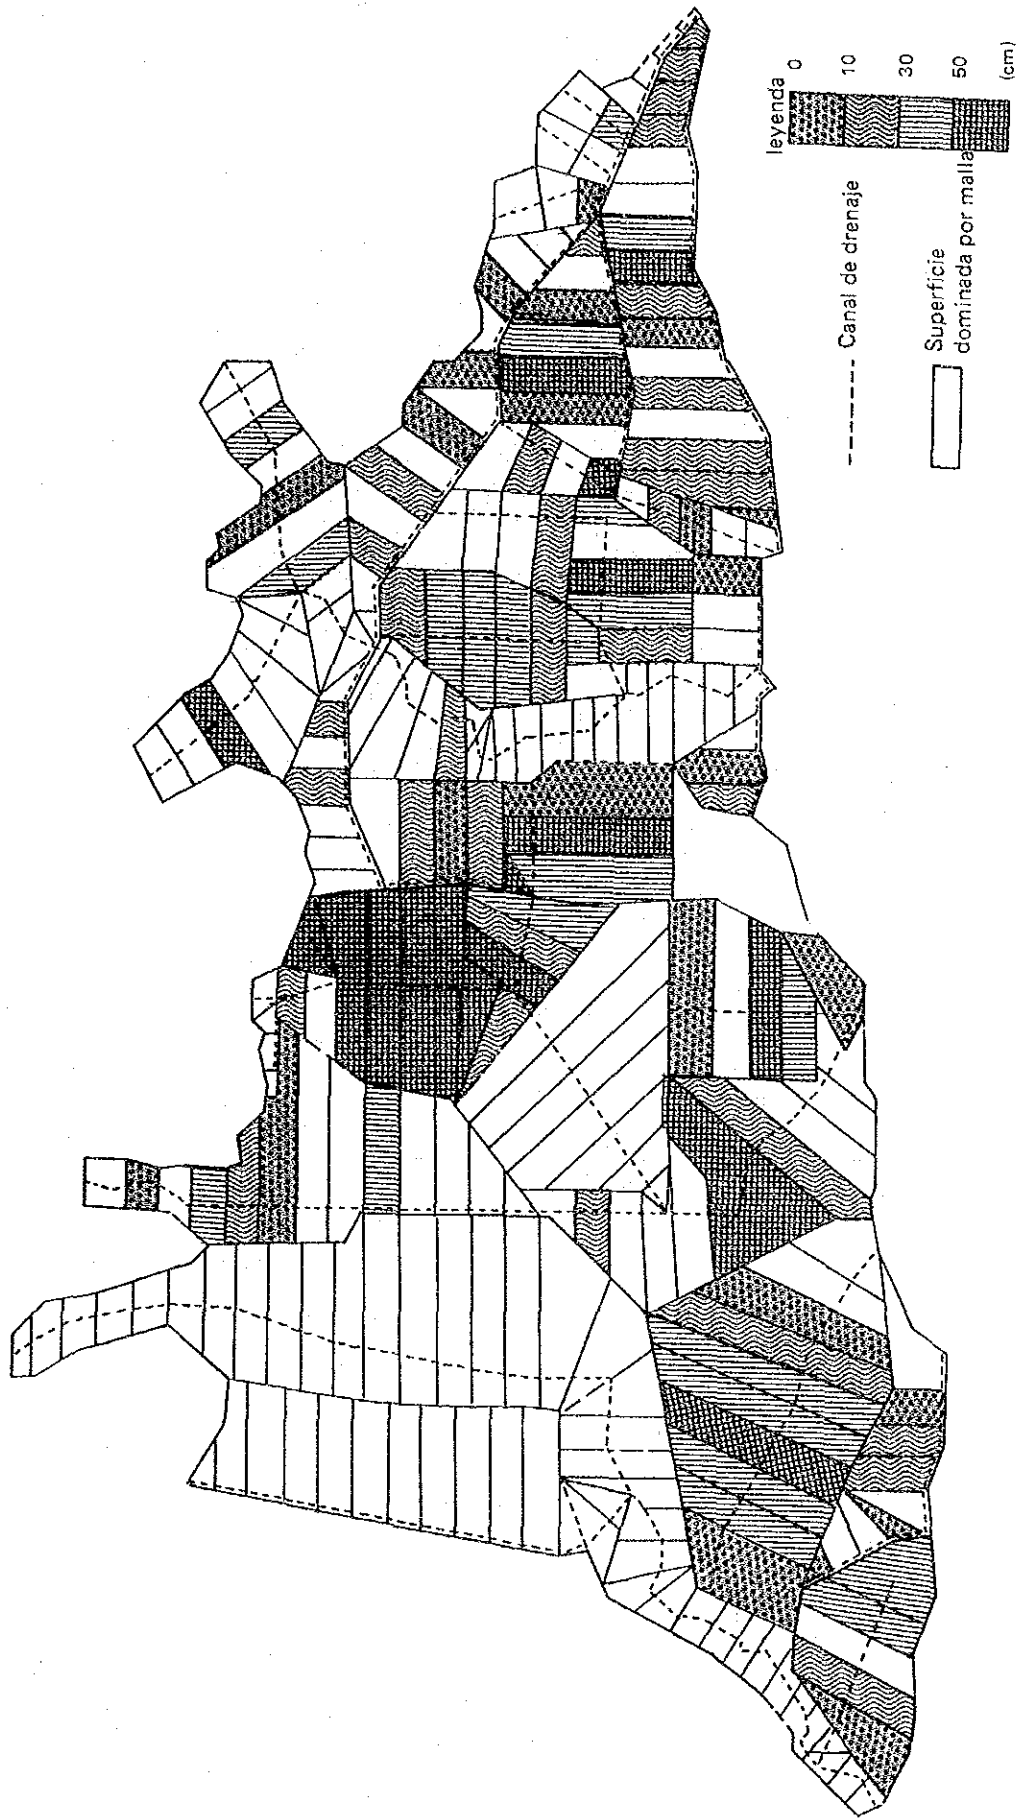 leyenda
0
10
30
50
(cm)
Canal de drenaje
Superficie
dominada por malla